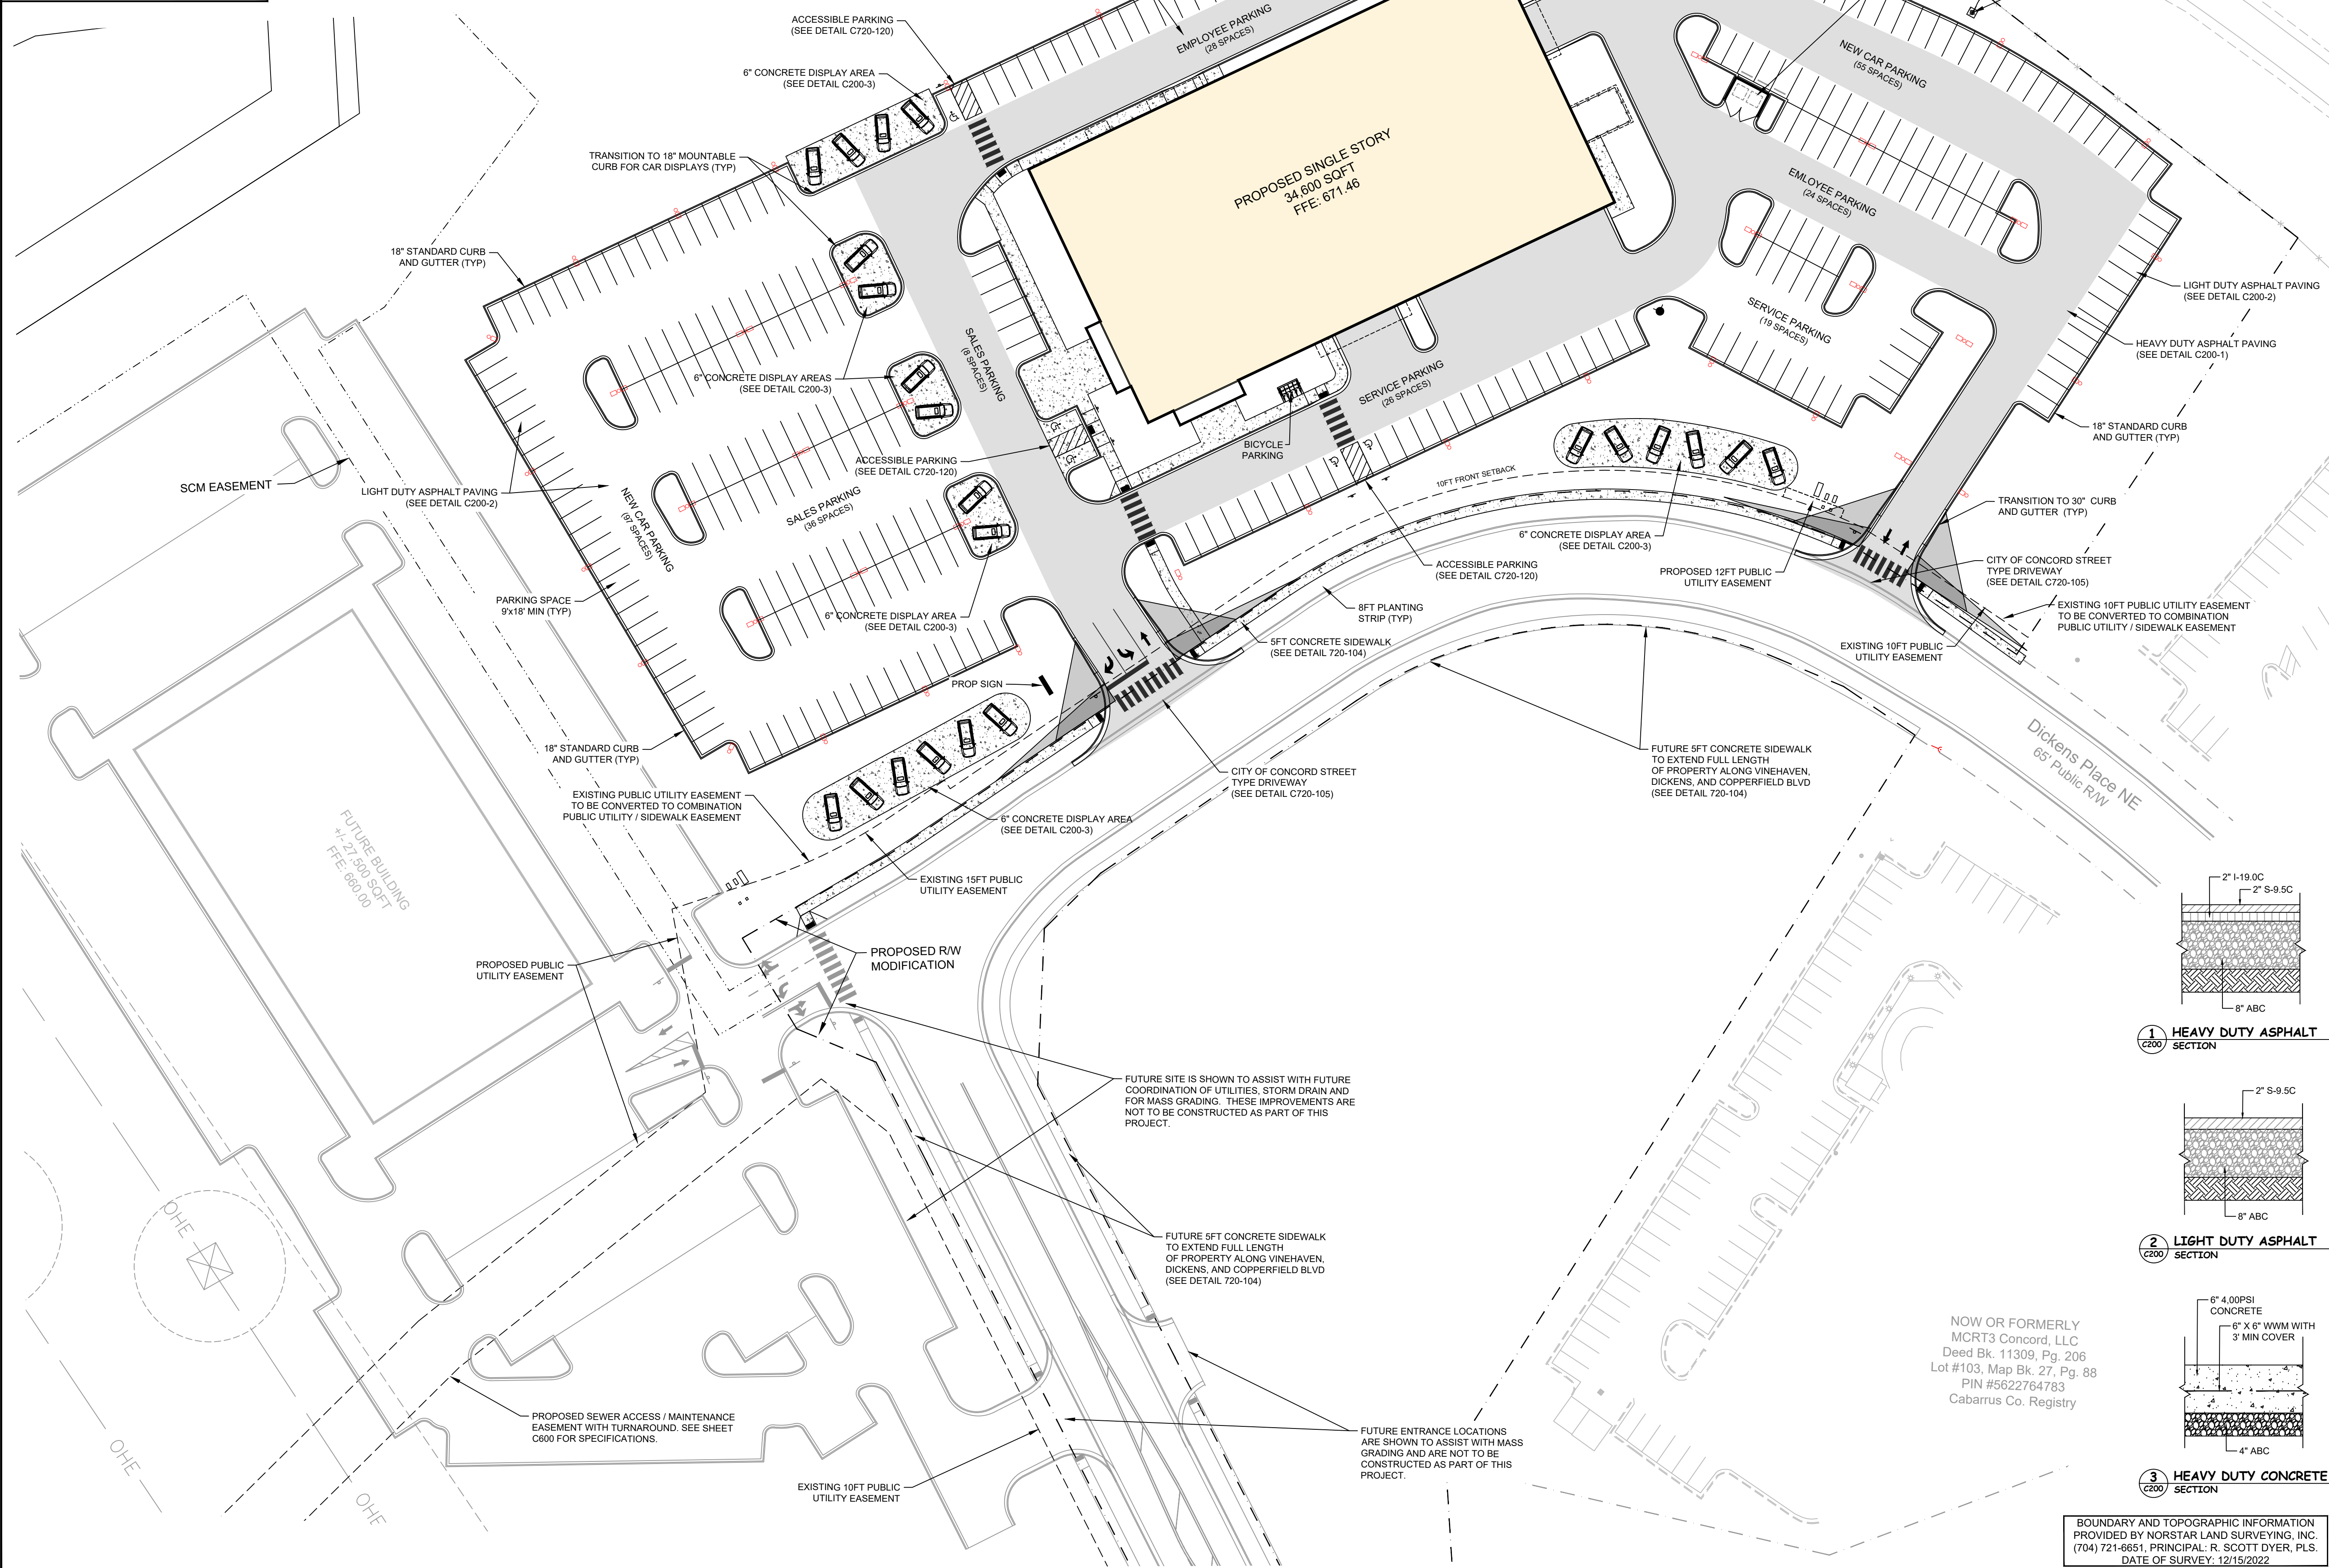 ACCESSIBLE PARKING
(SEE DETAIL C720-120)
EMPLOYEE PARKING
(28 SPACES)
6" CONCRETE DISPLAY AREA
(SEE DETAIL C200-3)
TRANSITION TO 18" MOUNTABLE
CURB FOR CAR DISPLAYS (TYP)
PROPOSED SINGLE STORY
34,600 SQFT
FFE: 671.46
NEW CAR PARKING
(55 SPACES)
EMLOYEE PARKING
(24 SPACES)
18" STANDARD CURB
AND GUTTER (TYP)
LIGHT DUTY ASPHALT PAVING
(SEE DETAIL C200-2)
SERVICE PARKING
(19 SPACES)
HEAVY DUTY ASPHALT PAVING
(SEE DETAIL C200-1)
SALES PARKING
(8 SPACES)
6" CONCRETE DISPLAY AREAS
(SEE DETAIL C200-3)
SERVICE PARKING
(26 SPACES)
BICYCLE
PARKING
18" STANDARD CURB
AND GUTTER (TYP)
ACCESSIBLE PARKING
(SEE DETAIL C720-120)
10FT FRONT SETBACK
SCM EASEMENT
LIGHT DUTY ASPHALT PAVING
(SEE DETAIL C200-2)
NEW CAR PARKING
(97 SPACES)
SALES PARKING
(36 SPACES)
TRANSITION TO 30" CURB
AND GUTTER (TYP)
6" CONCRETE DISPLAY AREA
(SEE DETAIL C200-3)
ACCESSIBLE PARKING
(SEE DETAIL C720-120)
PROPOSED 12FT PUBLIC
UTILITY EASEMENT
CITY OF CONCORD STREET
TYPE DRIVEWAY
(SEE DETAIL C720-105)
PARKING SPACE
9'x18' MIN (TYP)
6" CONCRETE DISPLAY AREA
(SEE DETAIL C200-3)
8FT PLANTING
STRIP (TYP)
EXISTING 10FT PUBLIC UTILITY EASEMENT
TO BE CONVERTED TO COMBINATION
PUBLIC UTILITY / SIDEWALK EASEMENT
5FT CONCRETE SIDEWALK
(SEE DETAIL 720-104)
EXISTING 10FT PUBLIC
UTILITY EASEMENT
PROP SIGN
18" STANDARD CURB
AND GUTTER (TYP)
Dickens Place NE
65' Public R/W
FUTURE 5FT CONCRETE SIDEWALK
TO EXTEND FULL LENGTH
OF PROPERTY ALONG VINEHAVEN,
DICKENS, AND COPPERFIELD BLVD
(SEE DETAIL 720-104)
CITY OF CONCORD STREET
TYPE DRIVEWAY
(SEE DETAIL C720-105)
EXISTING PUBLIC UTILITY EASEMENT
TO BE CONVERTED TO COMBINATION
PUBLIC UTILITY / SIDEWALK EASEMENT
6" CONCRETE DISPLAY AREA
(SEE DETAIL C200-3)
FUTURE BUILDING
+/- 27,500 SQFT
FFE: 660.00
EXISTING 15FT PUBLIC
UTILITY EASEMENT
2" I-19.0C
2" S-9.5C
8" ABC
1
C200
HEAVY DUTY ASPHALT
SECTION
PROPOSED R/W
MODIFICATION
PROPOSED PUBLIC
UTILITY EASEMENT
FUTURE SITE IS SHOWN TO ASSIST WITH FUTURE
COORDINATION OF UTILITIES, STORM DRAIN AND
FOR MASS GRADING. THESE IMPROVEMENTS ARE
NOT TO BE CONSTRUCTED AS PART OF THIS
PROJECT.
2" S-9.5C
8" ABC
2
C200
LIGHT DUTY ASPHALT
SECTION
OHE
FUTURE 5FT CONCRETE SIDEWALK
TO EXTEND FULL LENGTH
OF PROPERTY ALONG VINEHAVEN,
DICKENS, AND COPPERFIELD BLVD
(SEE DETAIL 720-104)
6" 4,00PSI
CONCRETE
6" X 6" WWM WITH
3' MIN COVER
4" ABC
3
C200
HEAVY DUTY CONCRETE
SECTION
NOW OR FORMERLY
MCRT3 Concord, LLC
Deed Bk. 11309, Pg. 206
Lot #103, Map Bk. 27, Pg. 88
PIN #5622764783
Cabarrus Co. Registry
PROPOSED SEWER ACCESS / MAINTENANCE
EASEMENT WITH TURNAROUND. SEE SHEET
C600 FOR SPECIFICATIONS.
FUTURE ENTRANCE LOCATIONS
ARE SHOWN TO ASSIST WITH MASS
GRADING AND ARE NOT TO BE
CONSTRUCTED AS PART OF THIS
PROJECT.
OHE
OHE
EXISTING 10FT PUBLIC
UTILITY EASEMENT
BOUNDARY AND TOPOGRAPHIC INFORMATION
PROVIDED BY NORSTAR LAND SURVEYING, INC.
(704) 721-6651, PRINCIPAL: R. SCOTT DYER, PLS.
DATE OF SURVEY: 12/15/2022